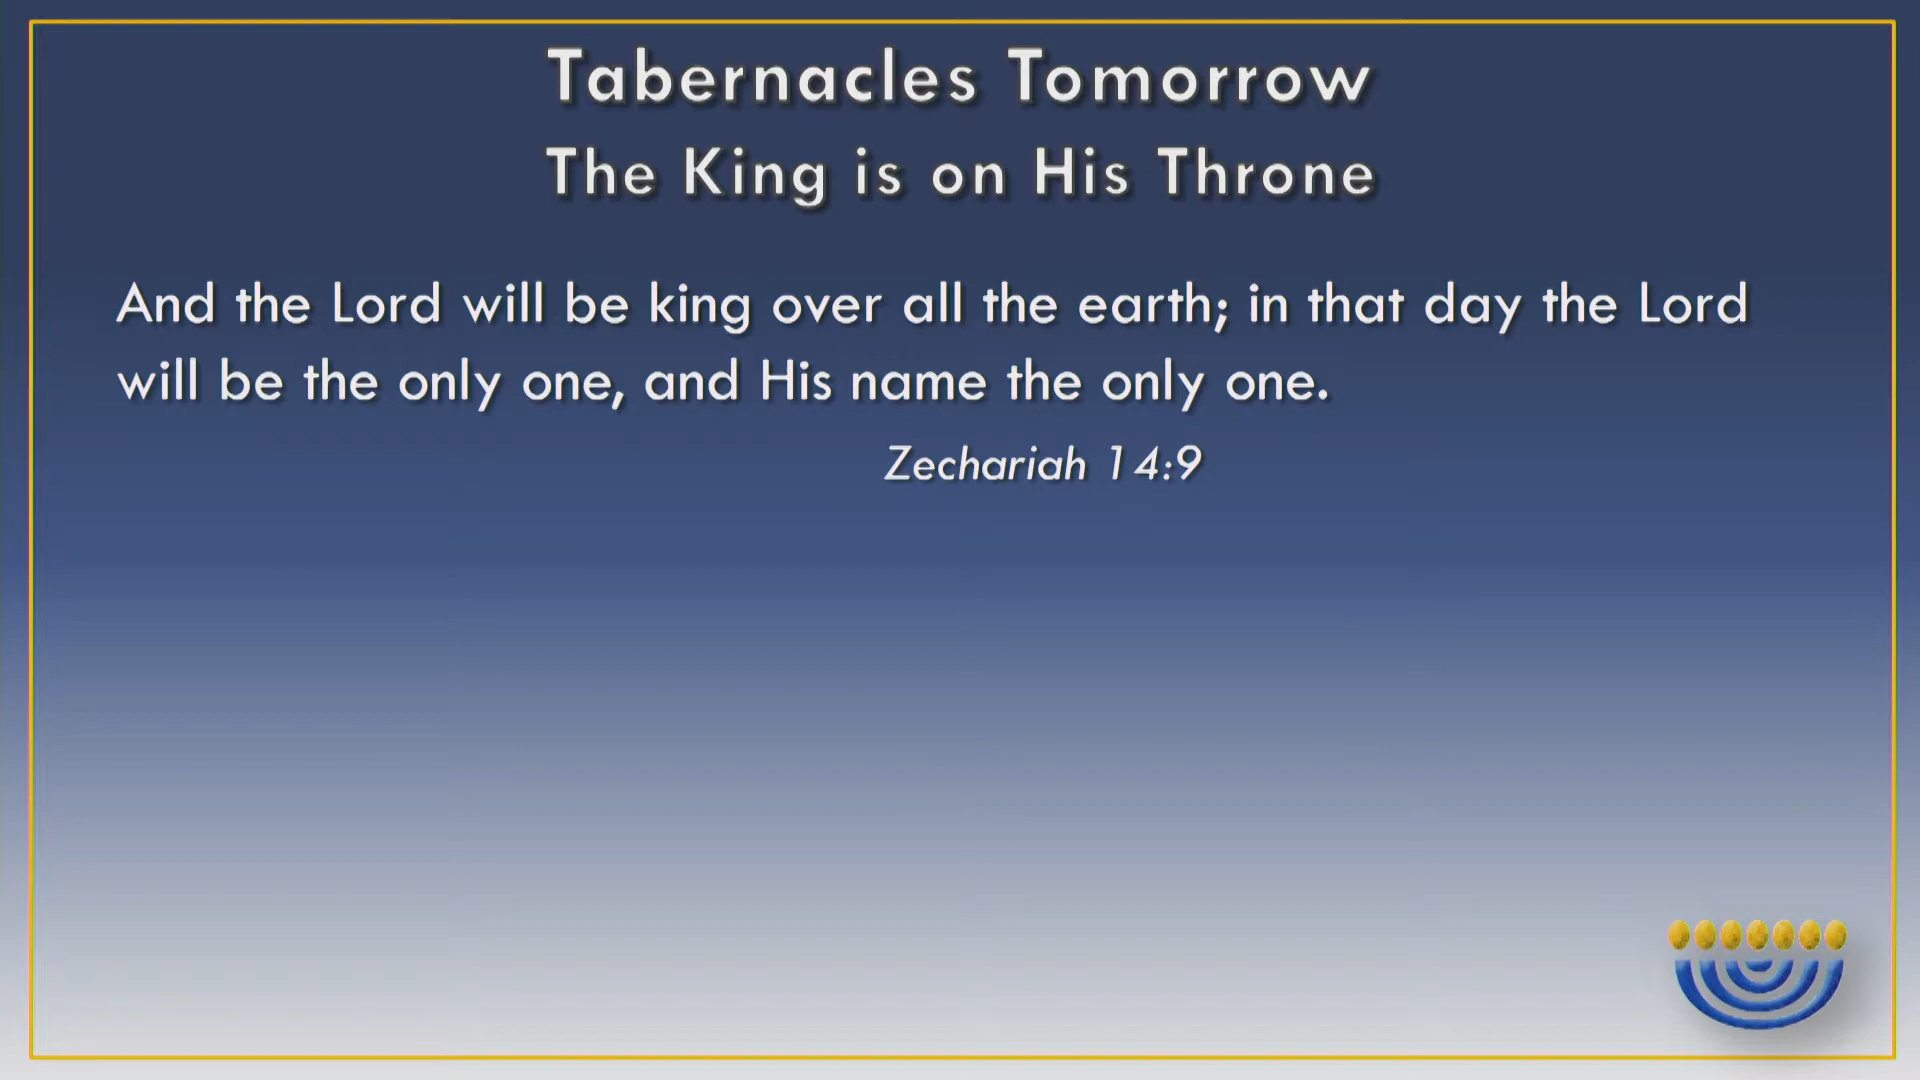 Tabernacles Tomorrow
The King is on His Throne
And the Lord will be king over all the earth; in that day the Lord
will be the only one, and His name the only one.
Zechariah 14:9